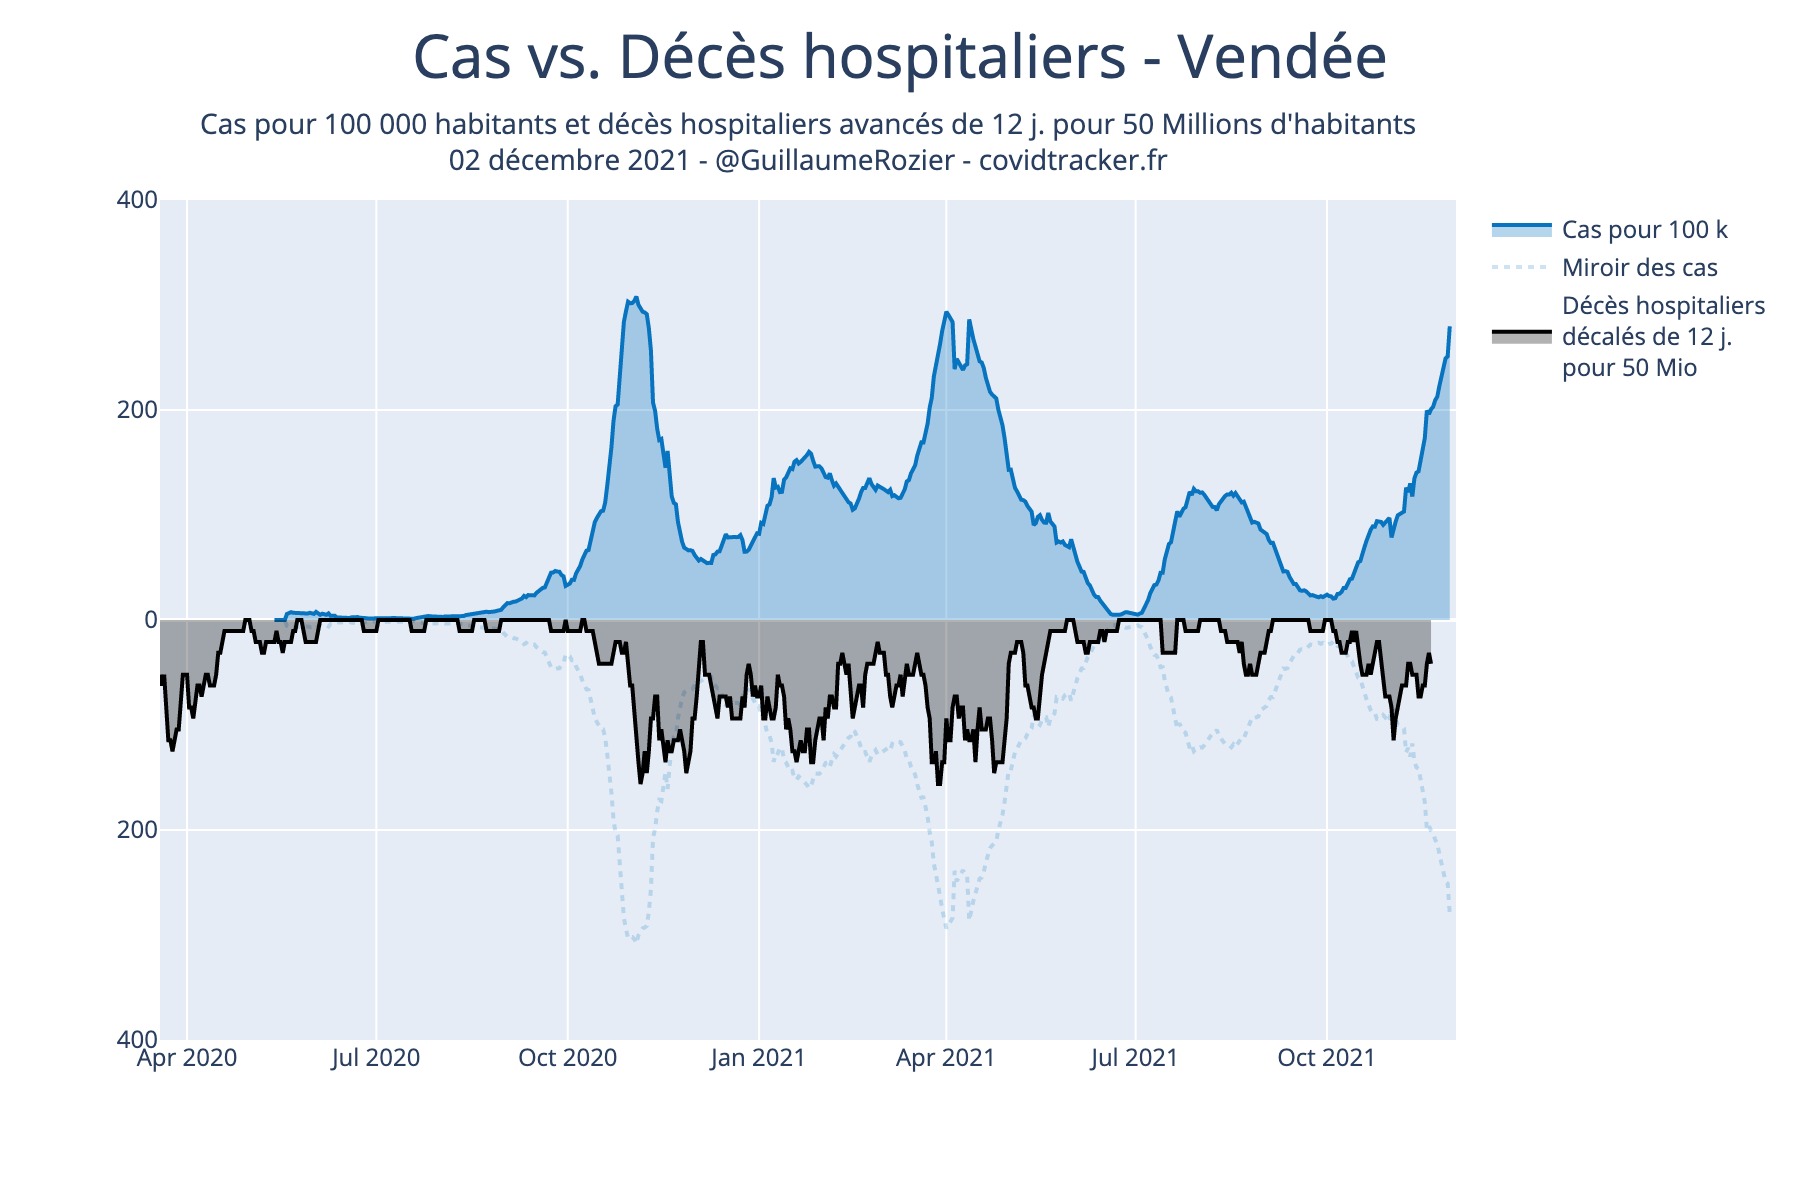 Cas vs. Décès hospitaliers - Vendée
Cas pour 100 000 habitants et décès hospitaliers avancés de 12 j. pour 50 Millions d'habitants
02 décembre 2021 - @GuillaumeRozier - covidtracker.fr
400
200
0
200
400
Apr 2020
Jul 2020
Oct 2020
Jan 2021
Apr 2021
Jul 2021
Oct 2021
Cas pour 100 k
Miroir des cas
Décès hospitaliers
décalés de 12 j.
pour 50 Mio